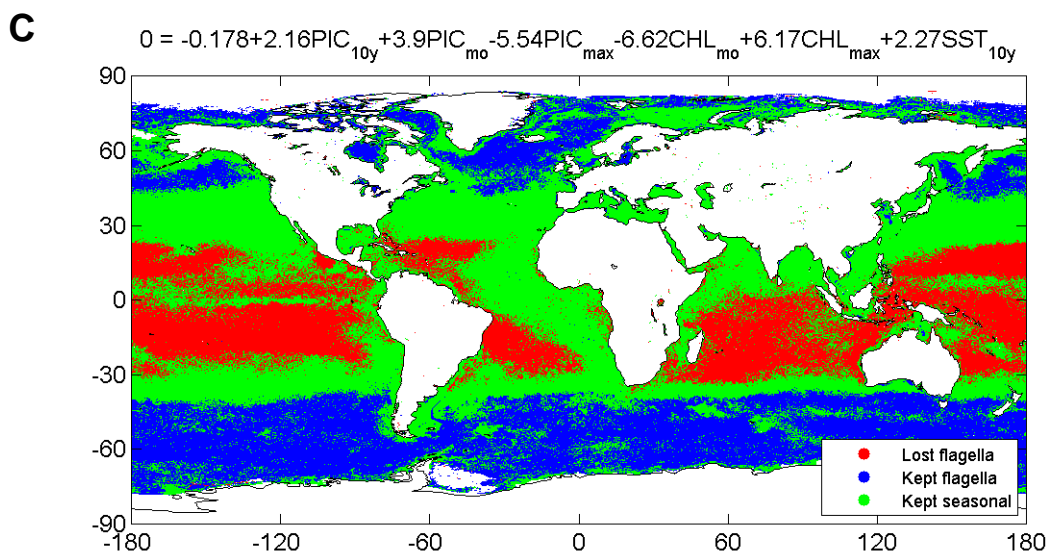 C
0 = -0.178+2.16PIC10y+3.9PICmo-5.54PICmax-6.62CHLmo+6.17CHLmax+2.27SST10y
90
60
30
0
-30
-60
-90
Lost flagella
Kept flagella
Kept seasonal
-180 -120 -60 0 60 120 180